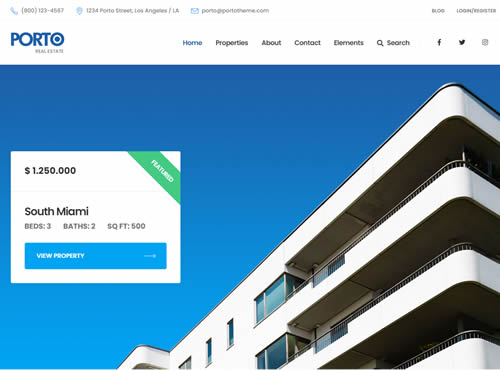 (800) 123-4567 1234 Porto Street, Los Angeles / LA porto@portotheme.com BLOG LOGIN/REGISTER
PORTO
REAL ESTATE
Home Properties About Contact Elements Search
$ 1.250.000
FEATURED
South Miami
BEDS: 3 BATHS: 2 SQ FT: 500
VIEW PROPERTY